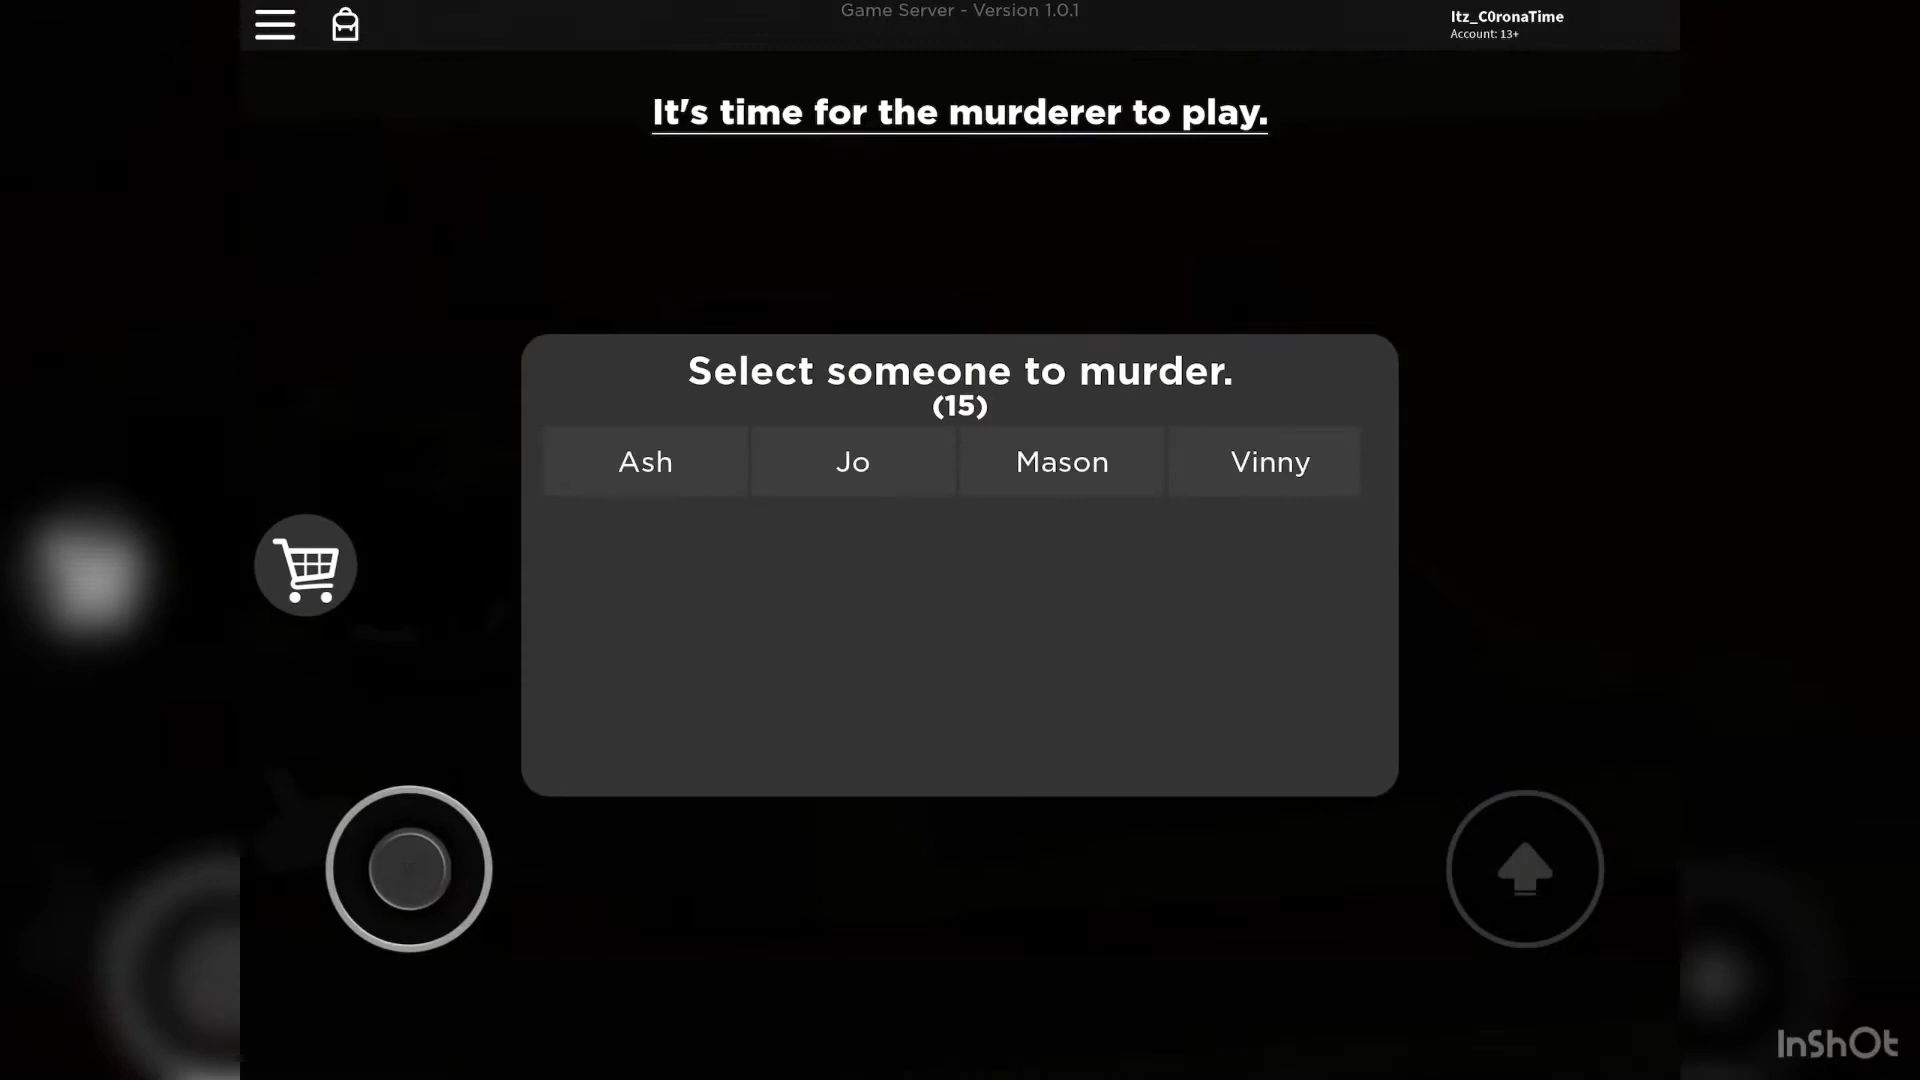 Game Server - Version 1.0.1
Itz_C0ronaTime
Account: 13+
It's time for the murderer to play.
Select someone to murder.
(15)
Ash
Jo
Mason
Vinny
InShOt